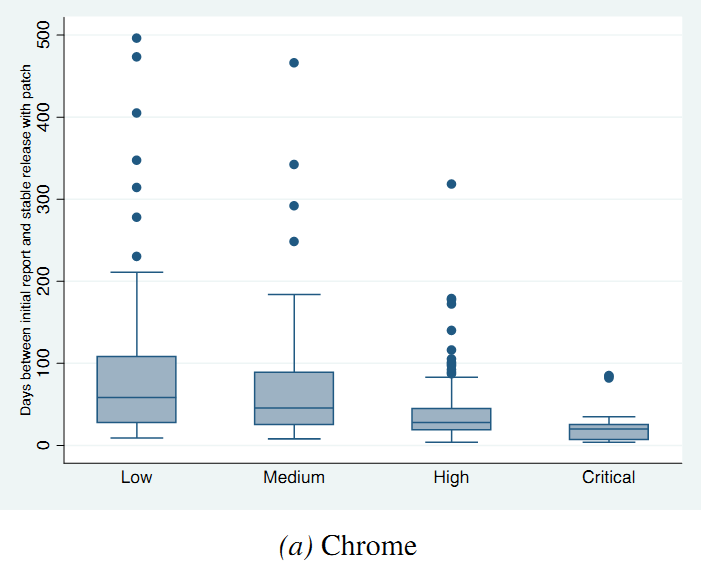 Days between initial report and stable release with patch
500
400
300
200
100
0
Low Medium High Critical
(a) Chrome